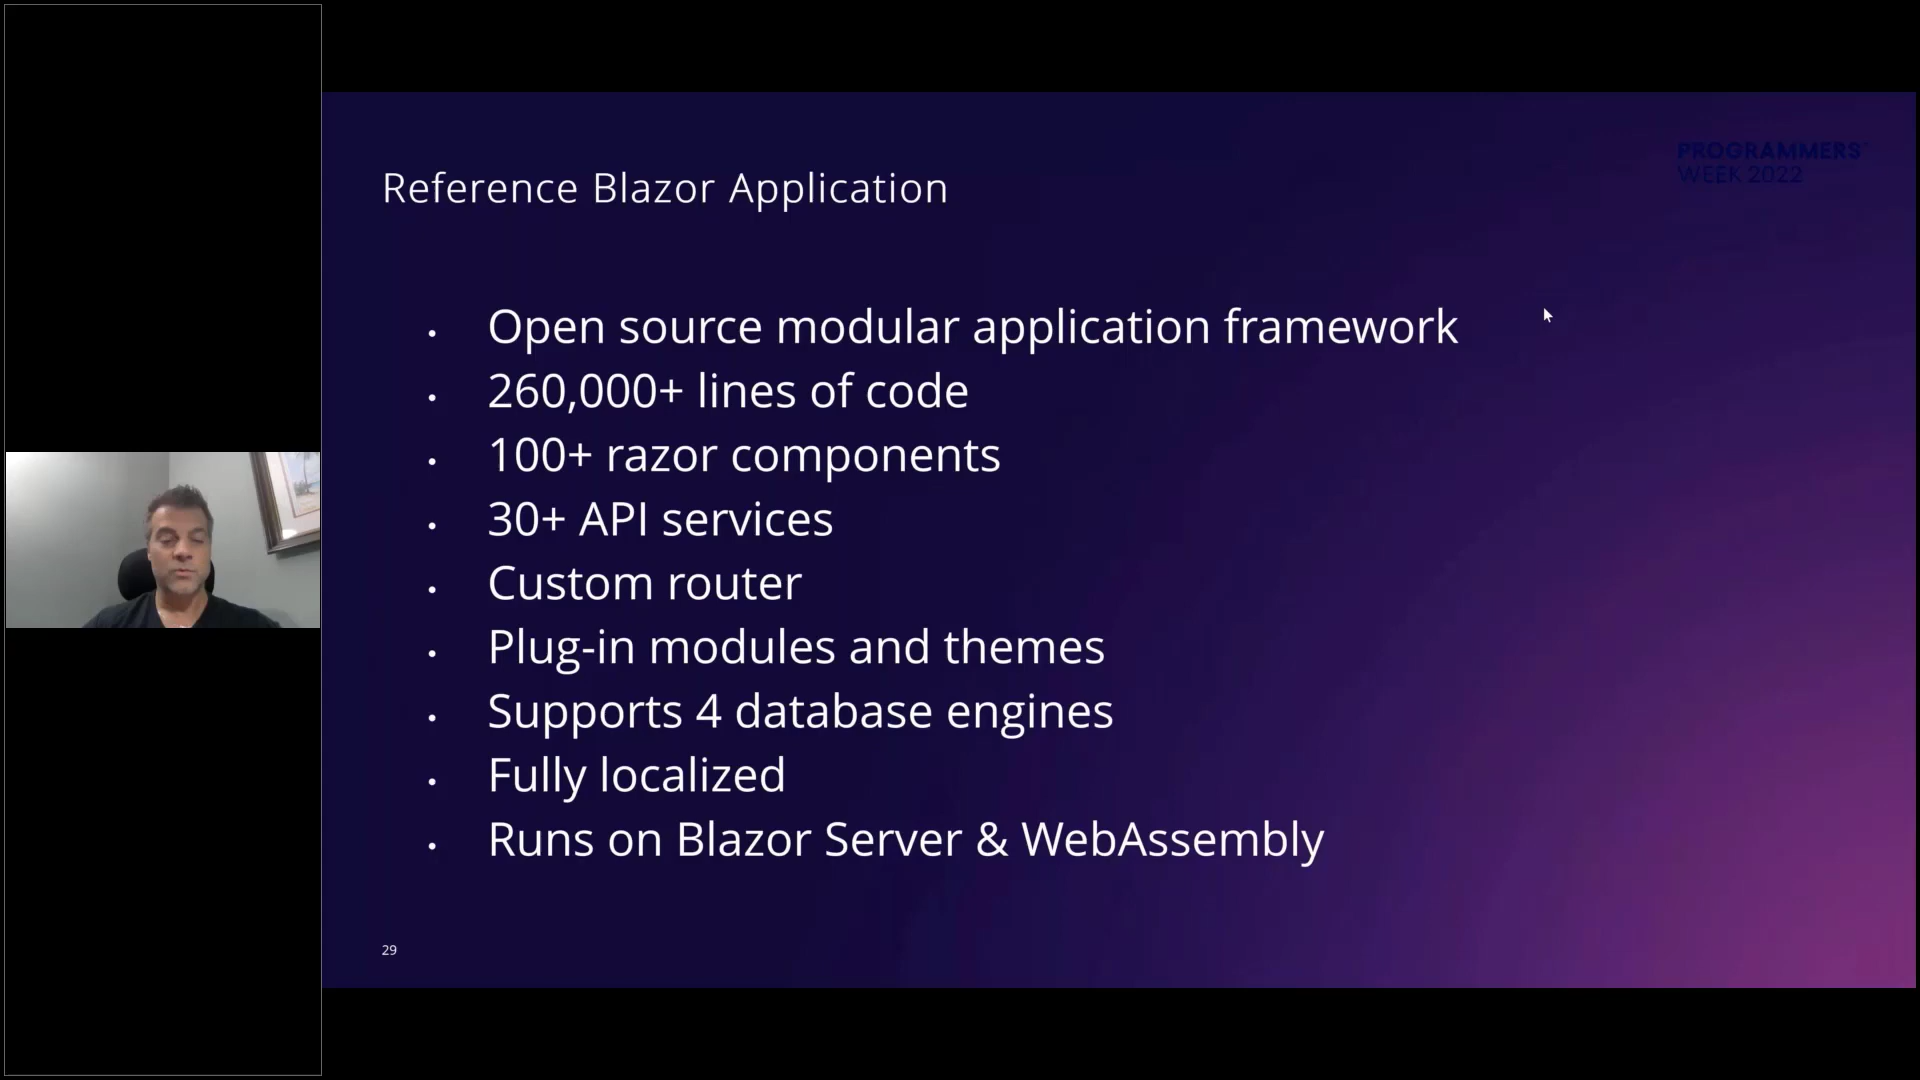 PROGRAMMERS'
WEEK 2022
Reference Blazor Application
• Open source modular application framework
• 260,000+ lines of code
• 100+ razor components
• 30+ API services
• Custom router
• Plug-in modules and themes
• Supports 4 database engines
• Fully localized
• Runs on Blazor Server & WebAssembly
29